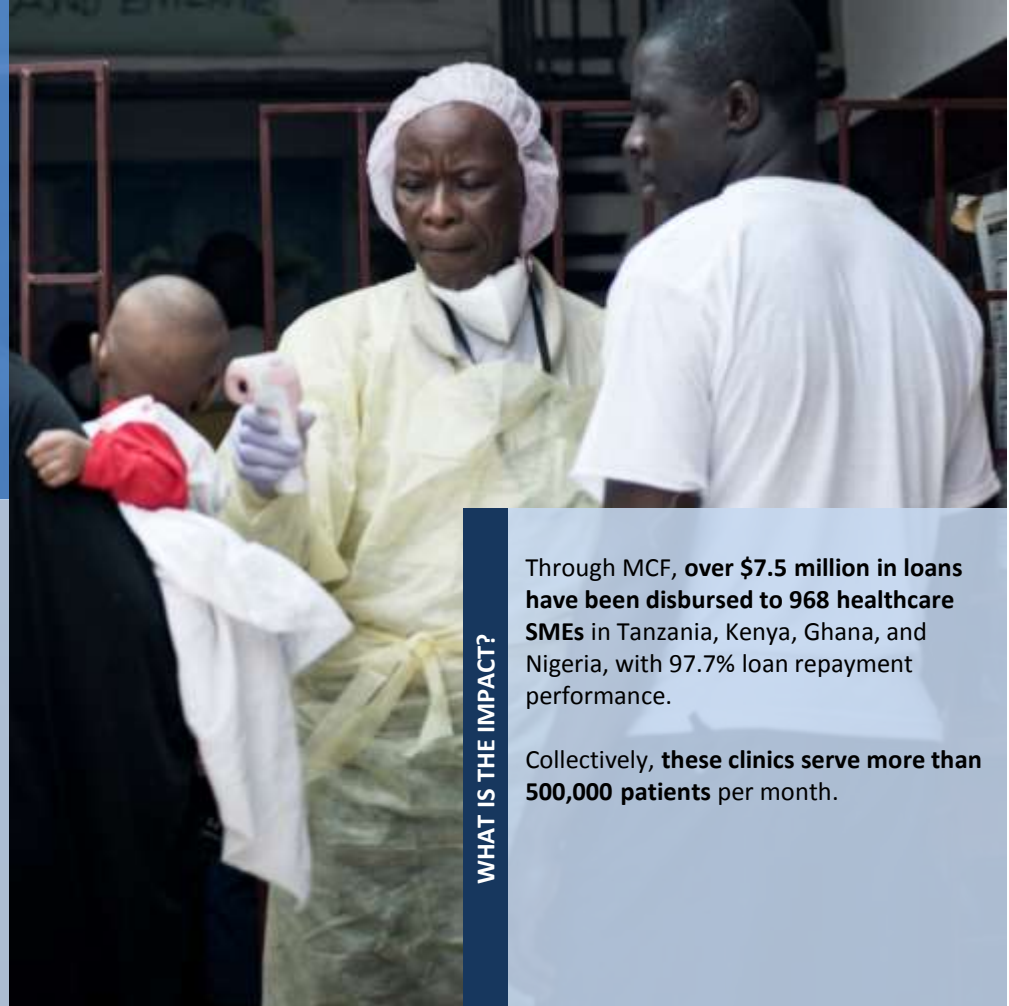 AND ENTICING
WHAT IS THE IMPACT?
Through MCF, over $7.5 million in loans
have been disbursed to 968 healthcare
SMEs in Tanzania, Kenya, Ghana, and
Nigeria, with 97.7% loan repayment
performance.
Collectively, these clinics serve more than
500,000 patients per month.